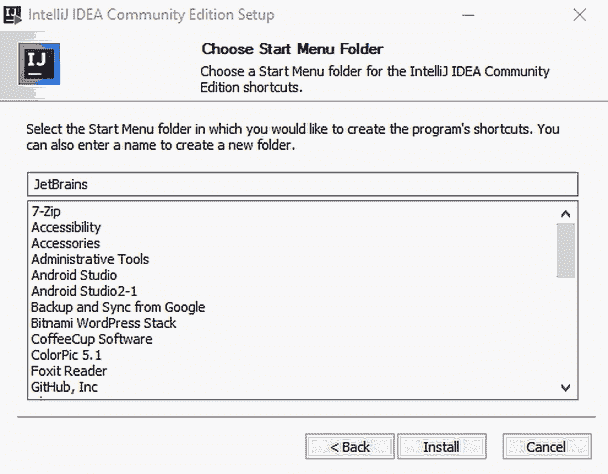 IntelliJ IDEA Community Edition Setup
IJ
Choose Start Menu Folder
Choose a Start Menu folder for the IntelliJ IDEA Community
Edition shortcuts.
Select the Start Menu folder in which you would like to create the program's shortcuts. You
can also enter a name to create a new folder.
JetBrains
7-Zip
Accessibility
Accessories
Administrative Tools
Android Studio
Android Studio2-1
Backup and Sync from Google
Bitnami WordPress Stack
CoffeeCup Software
ColorPic 5.1
Foxit Reader
GitHub, Inc
< Back Install Cancel